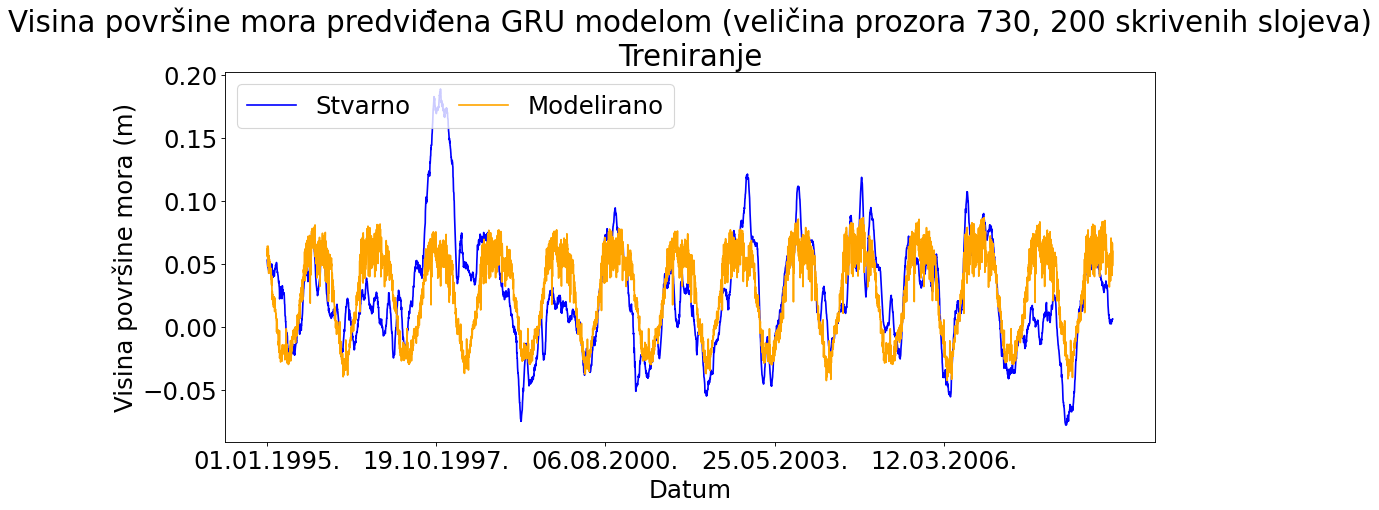 Visina površine mora predviđena GRU modelom (veličina prozora 730, 200 skrivenih slojeva)
Treniranje
Stvarno Modelirano
Visina površine mora (m)
0.20
0.15
0.10
0.05
0.00
−0.05
01.01.1995. 19.10.1997. 06.08.2000. 25.05.2003. 12.03.2006.
Datum